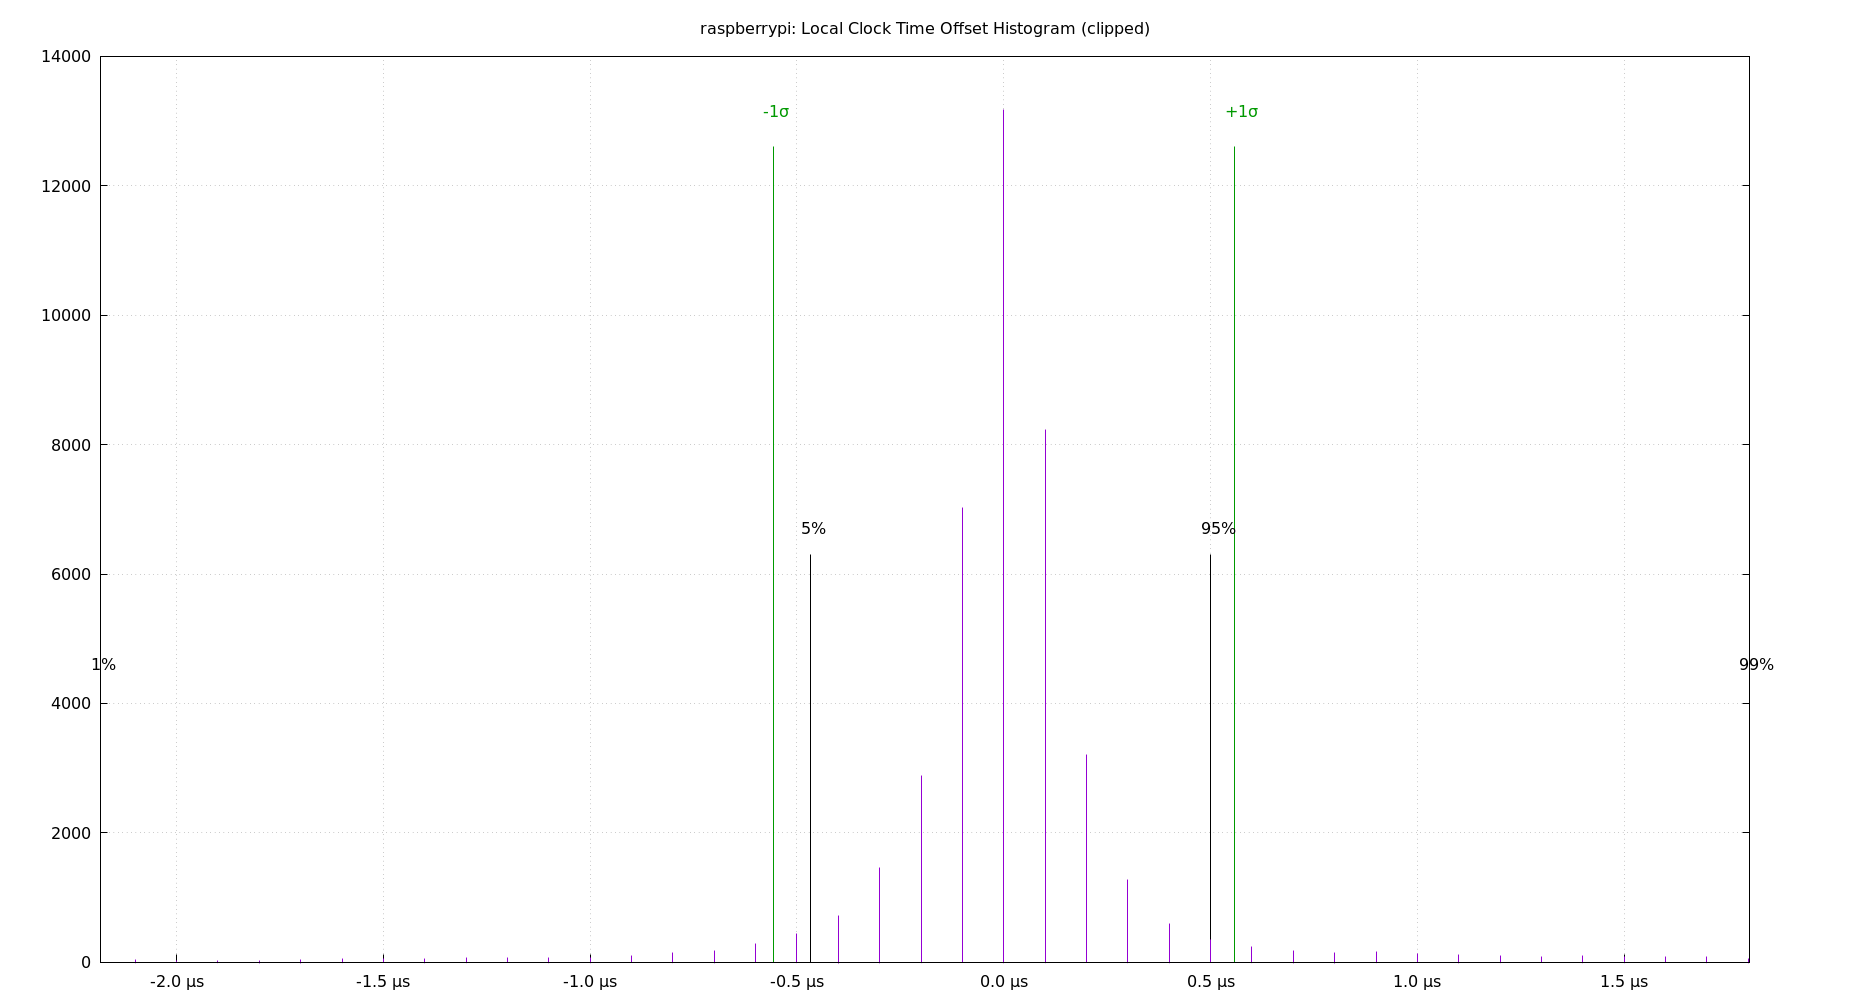 raspberrypi: Local Clock Time Offset Histogram (clipped)
14000
-1σ
+1σ
12000
10000
8000
5%
95%
6000
1%
99%
4000
2000
0
-2.0 µs
-1.5 µs
-1.0 µs
-0.5 µs
0.0 µs
0.5 µs
1.0 µs
1.5 µs